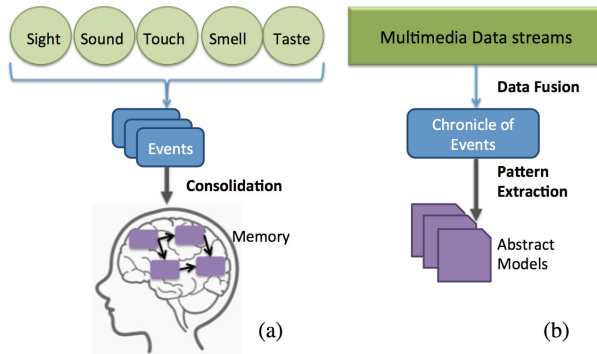 Sight
Sound
Touch
Smell
Taste
Events
Consolidation
Memory
(a)
Multimedia Data streams
Data Fusion
Chronicle of
Events
Pattern
Extraction
Abstract
Models
(b)